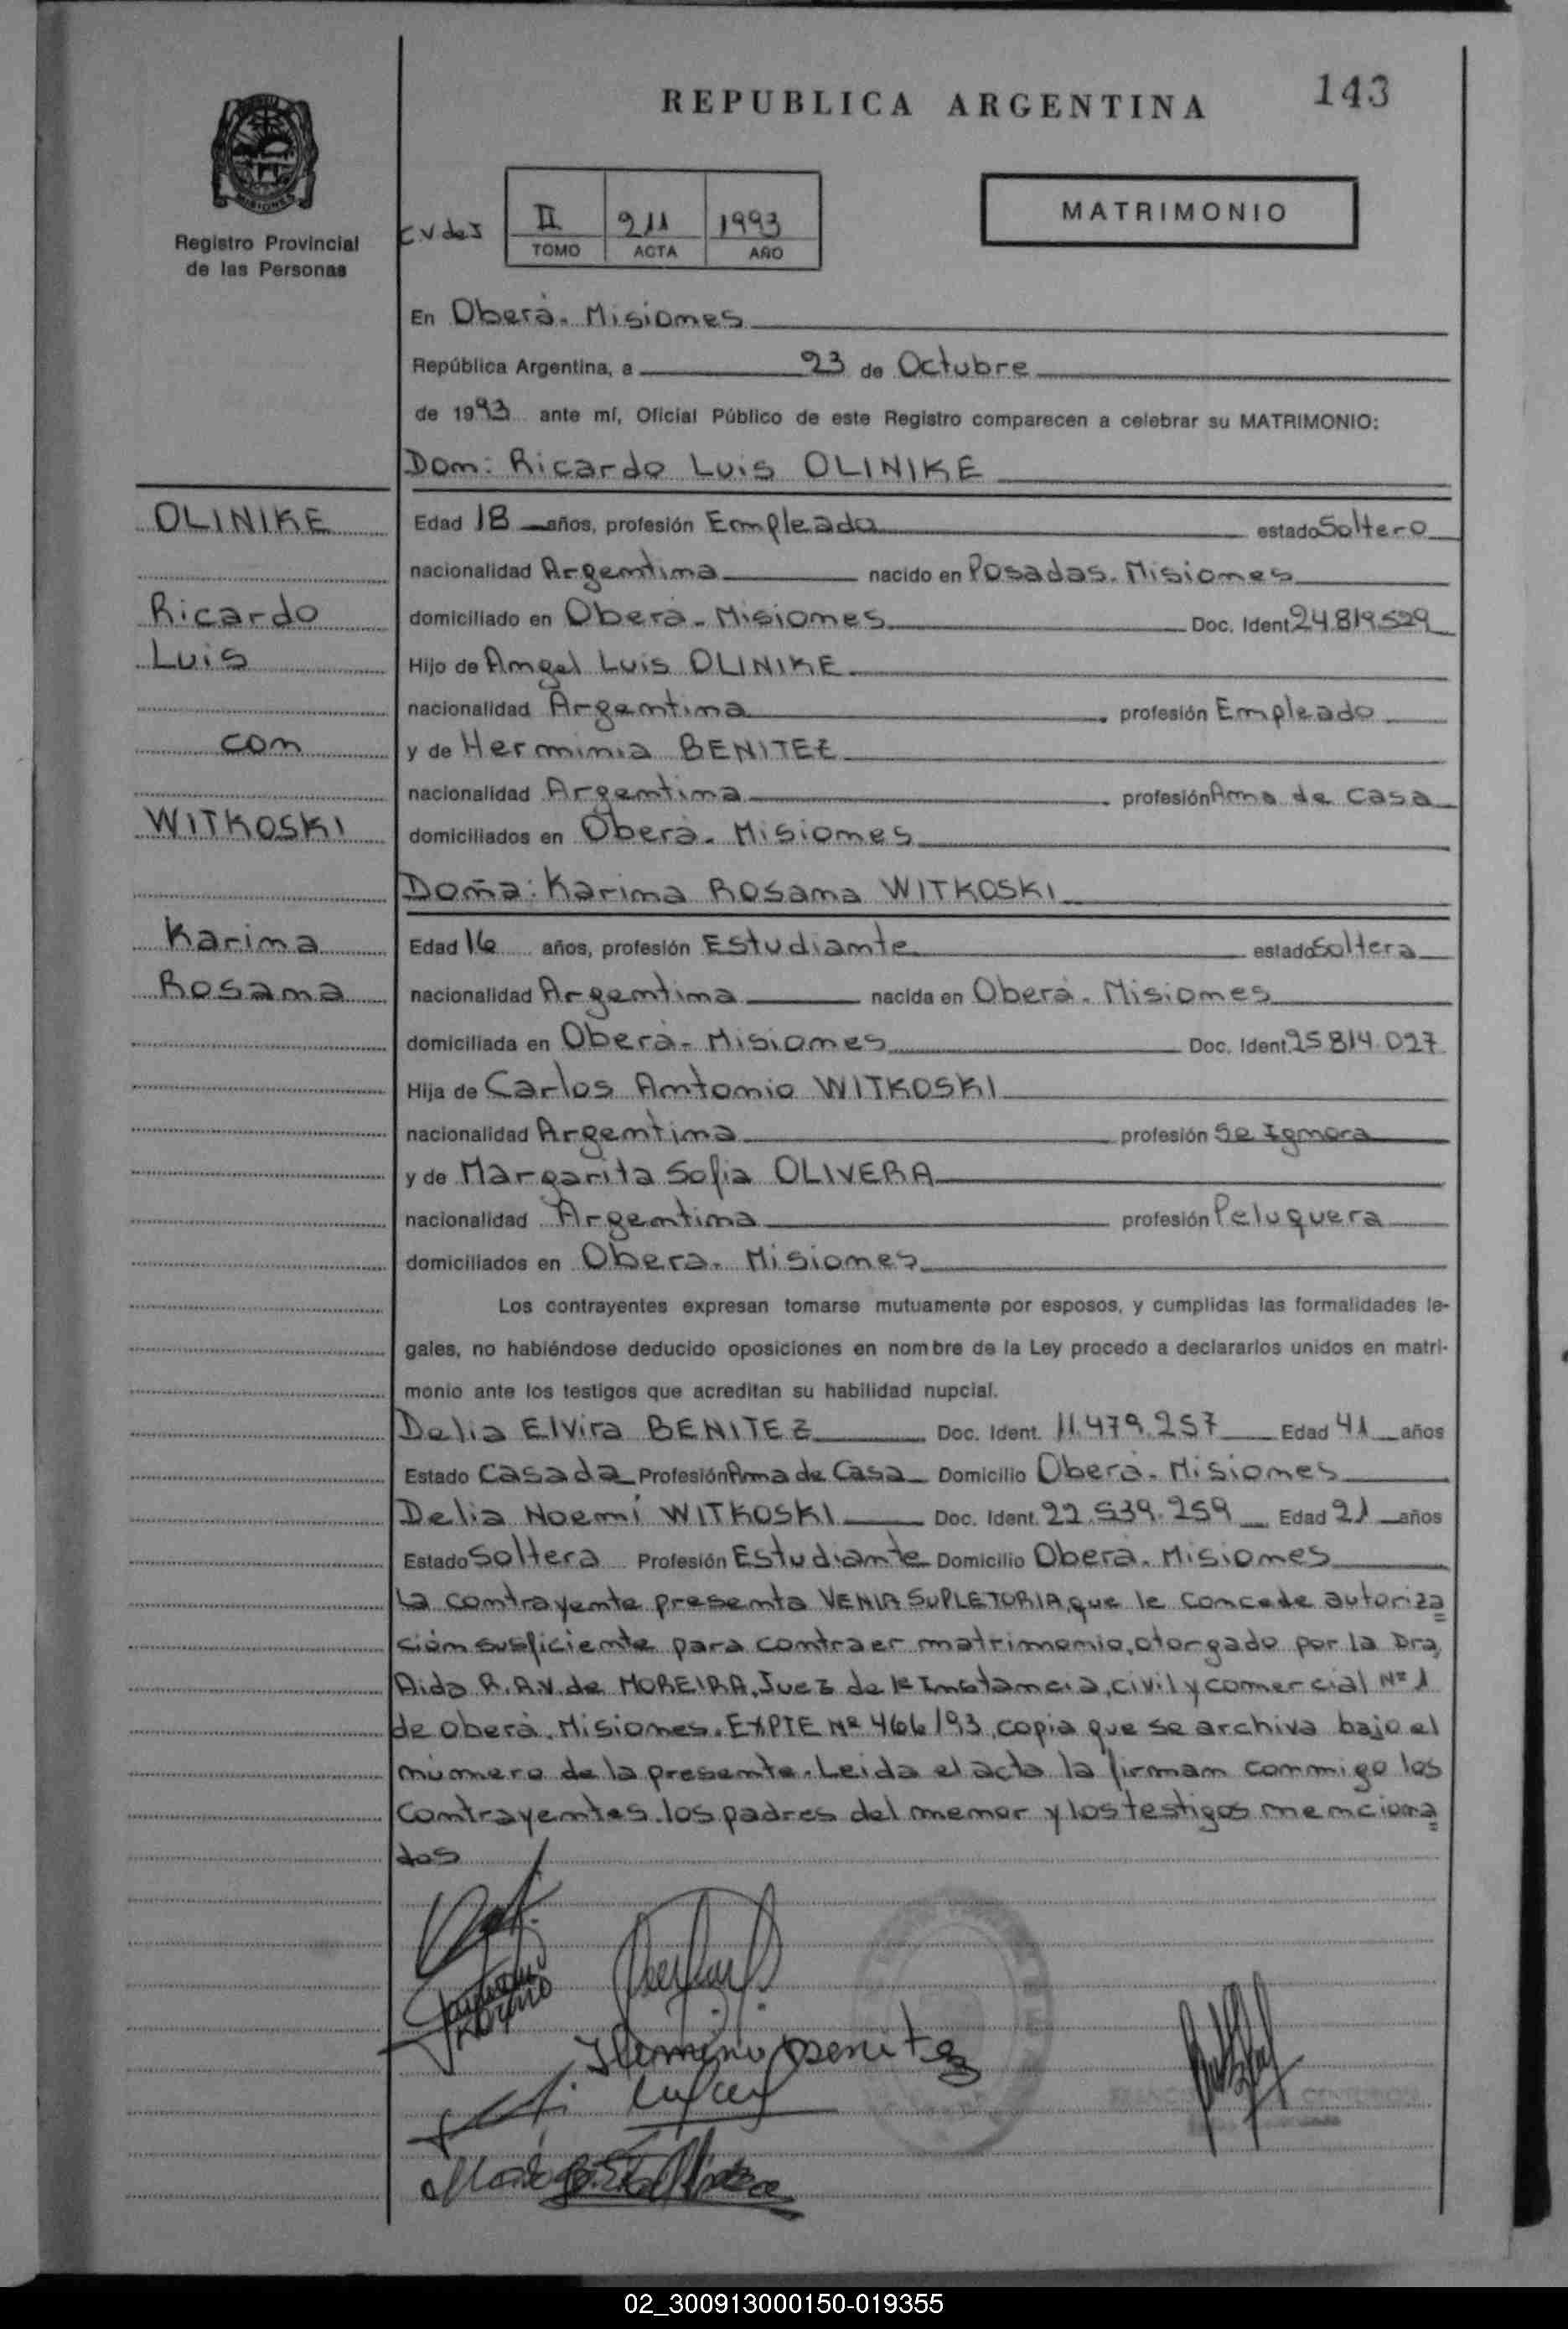 REPUBLICA ARGENTINA
143
MISIONES
Registro Provincial
de las Personas
II 211 1993
TOMO ACTA AÑO
MATRIMONIO
En Oberá. Misiones
República Argentina, a 23 de Octubre
de 1993 ante mí, Oficial Público de este Registro comparecen a celebrar su MATRIMONIO:
Don: Ricardo Luis OLINIKE
OLINIKE
Ricardo
Luis
con
WITKOSKI
Karina
Rosana
Edad 18 años, profesión Empleado estado Soltero
nacionalidad Argentina nacido en Posadas. Misiones
domiciliado en Oberá. Misiones Doc. Ident 24.819.529
Hijo de Angel Luis OLINIKE
nacionalidad Argentina profesión Empleado
y de Herminia BENITEZ
nacionalidad Argentina profesión Ama de casa
domiciliados en Oberá. Misiones
Doña: Karina Rosana WITKOSKI
Edad 16 años, profesión Estudiante estado Soltera
nacionalidad Argentina nacida en Oberá. Misiones
domiciliada en Oberá. Misiones Doc. Ident. 25.814.027
Hija de Carlos Antonio WITKOSKI
nacionalidad Argentina profesión Se Ignora
y de Margarita Sofia OLIVERA
nacionalidad Argentina profesión Peluquera
domiciliados en Oberá. Misiones
Los contrayentes expresan tomarse mutuamente por esposos, y cumplidas las formalidades le-
gales, no habiéndose deducido oposiciones en nombre de la Ley procedo a declararlos unidos en matri-
monio ante los testigos que acreditan su habilidad nupcial.
Delia Elvira BENITEZ Doc. Ident. 11.479.257 Edad 41 años
Estado Casada Profesión Ama de Casa Domicilio Oberá. Misiones
Delia Noemí WITKOSKI Doc. Ident. 22.539.259 Edad 21 años
Estado Soltera Profesión Estudiante Domicilio Oberá. Misiones
La contrayente presenta VENIA SUPLETORIA, que le concede autoriza=
ción suficiente para contraer matrimonio, otorgado por la Dra,
Aida R. A.V. de MOREIRA, Juez de 1ª Instancia, civil y comercial Nº 1
de Oberá. Misiones. EXPTE Nº 466/93, copia que se archiva bajo el
número de la presente. Leida el acta la firman conmigo los
Contrayentes. los padres del menor y los testigos menciona=
dos
Herminia Benitez
02_300913000150-019355